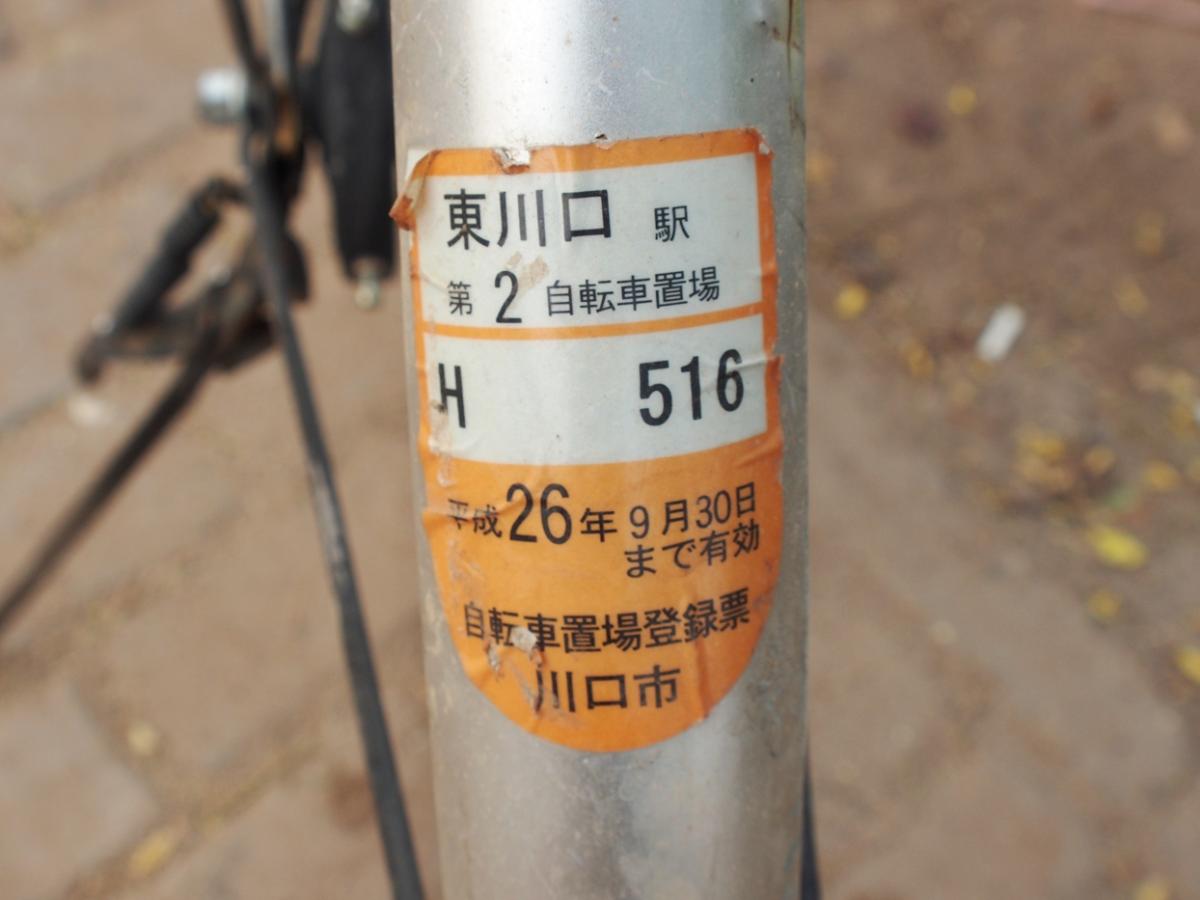 東川口 駅
第 2 自転車置場
H 516
平成26年 9月30日
まで有効
自転車置場登録票
川口市